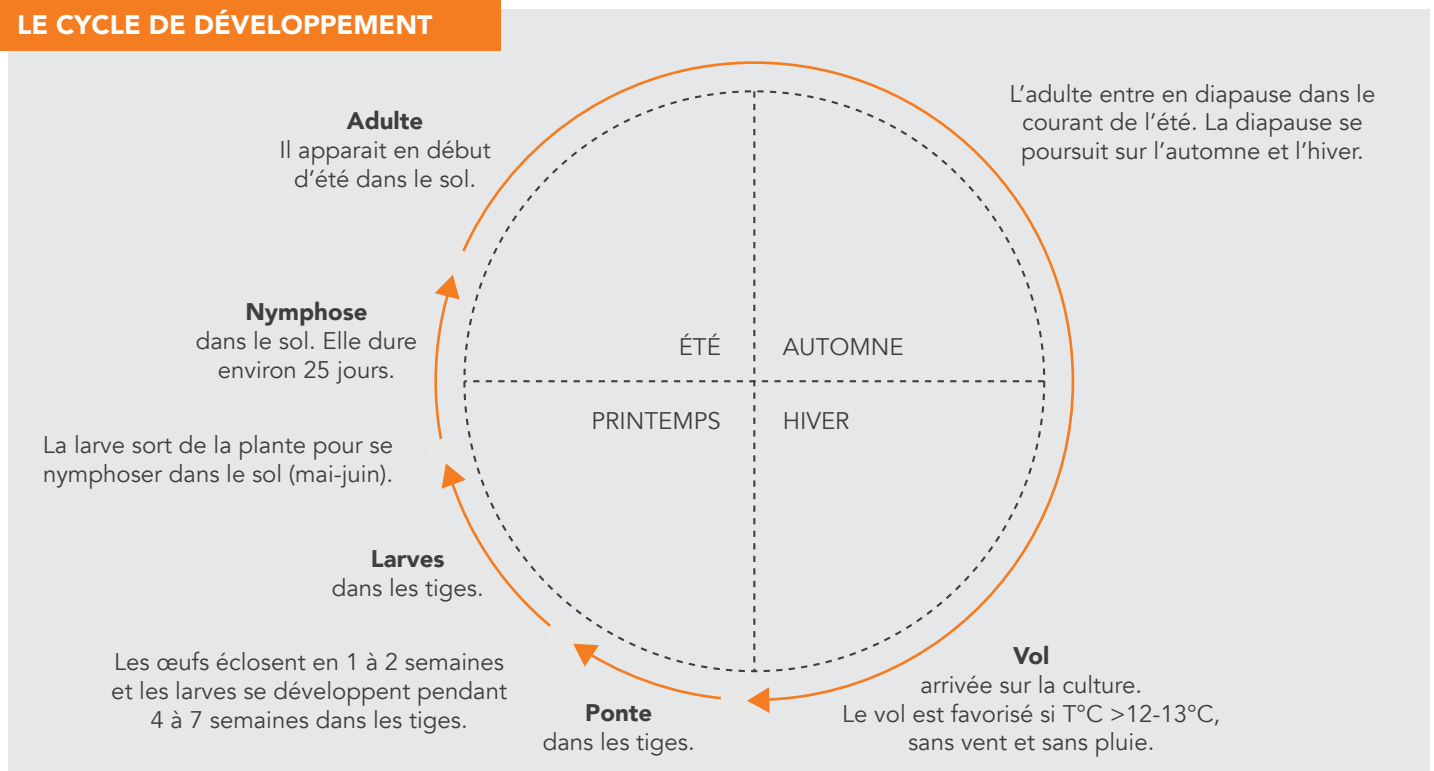 LE CYCLE DE DÉVELOPPEMENT
Adulte
Il apparait en début
d'été dans le sol.
L'adulte entre en diapause dans le
courant de l'été. La diapause se
poursuit sur l'automne et l'hiver.
Nymphose
dans le sol. Elle dure
environ 25 jours.
ÉTÉ
AUTOMNE
PRINTEMPS
HIVER
La larve sort de la plante pour se
nymphoser dans le sol (mai-juin).
Larves
dans les tiges.
Les œufs éclosent en 1 à 2 semaines
et les larves se développent pendant
4 à 7 semaines dans les tiges.
Ponte
dans les tiges.
Vol
arrivée sur la culture.
Le vol est favorisé si T°C >12-13°C,
sans vent et sans pluie.